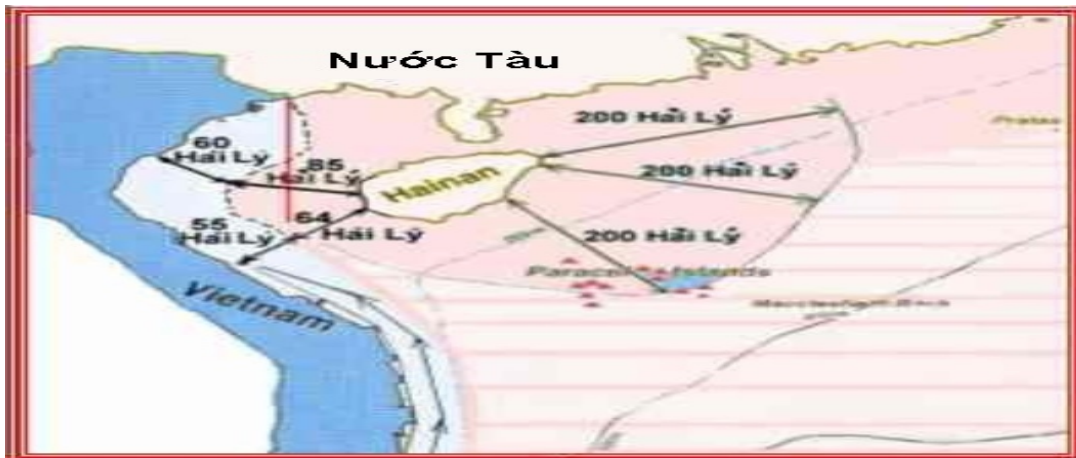 Nước Tàu
200 Hải Lý
60
Hải Lý
85
Hải Lý
Hainan
200 Hải Lý
55
Hải Lý
64
Hải Lý
200 Hải Lý
Paracel Islands
Vietnam